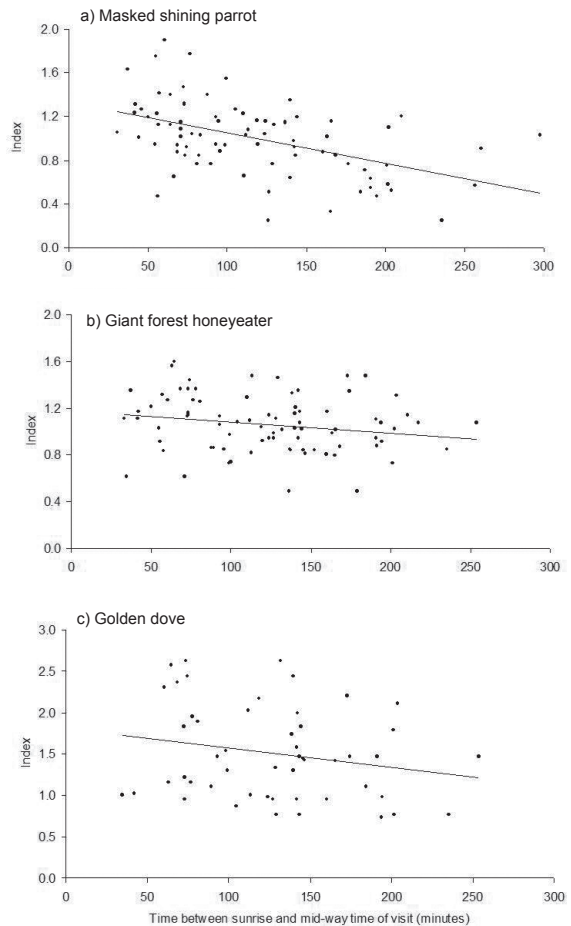 a) Masked shining parrot
2.0
1.6
1.2
0.8
0.4
0.0
Index
0 50 100 150 200 250 300
b) Giant forest honeyeater
2.0
1.6
1.2
0.8
0.4
0.0
Index
0 50 100 150 200 250 300
c) Golden dove
3.0
2.5
2.0
1.5
1.0
0.5
0.0
Index
0 50 100 150 200 250 300
Time between sunrise and mid-way time of visit (minutes)